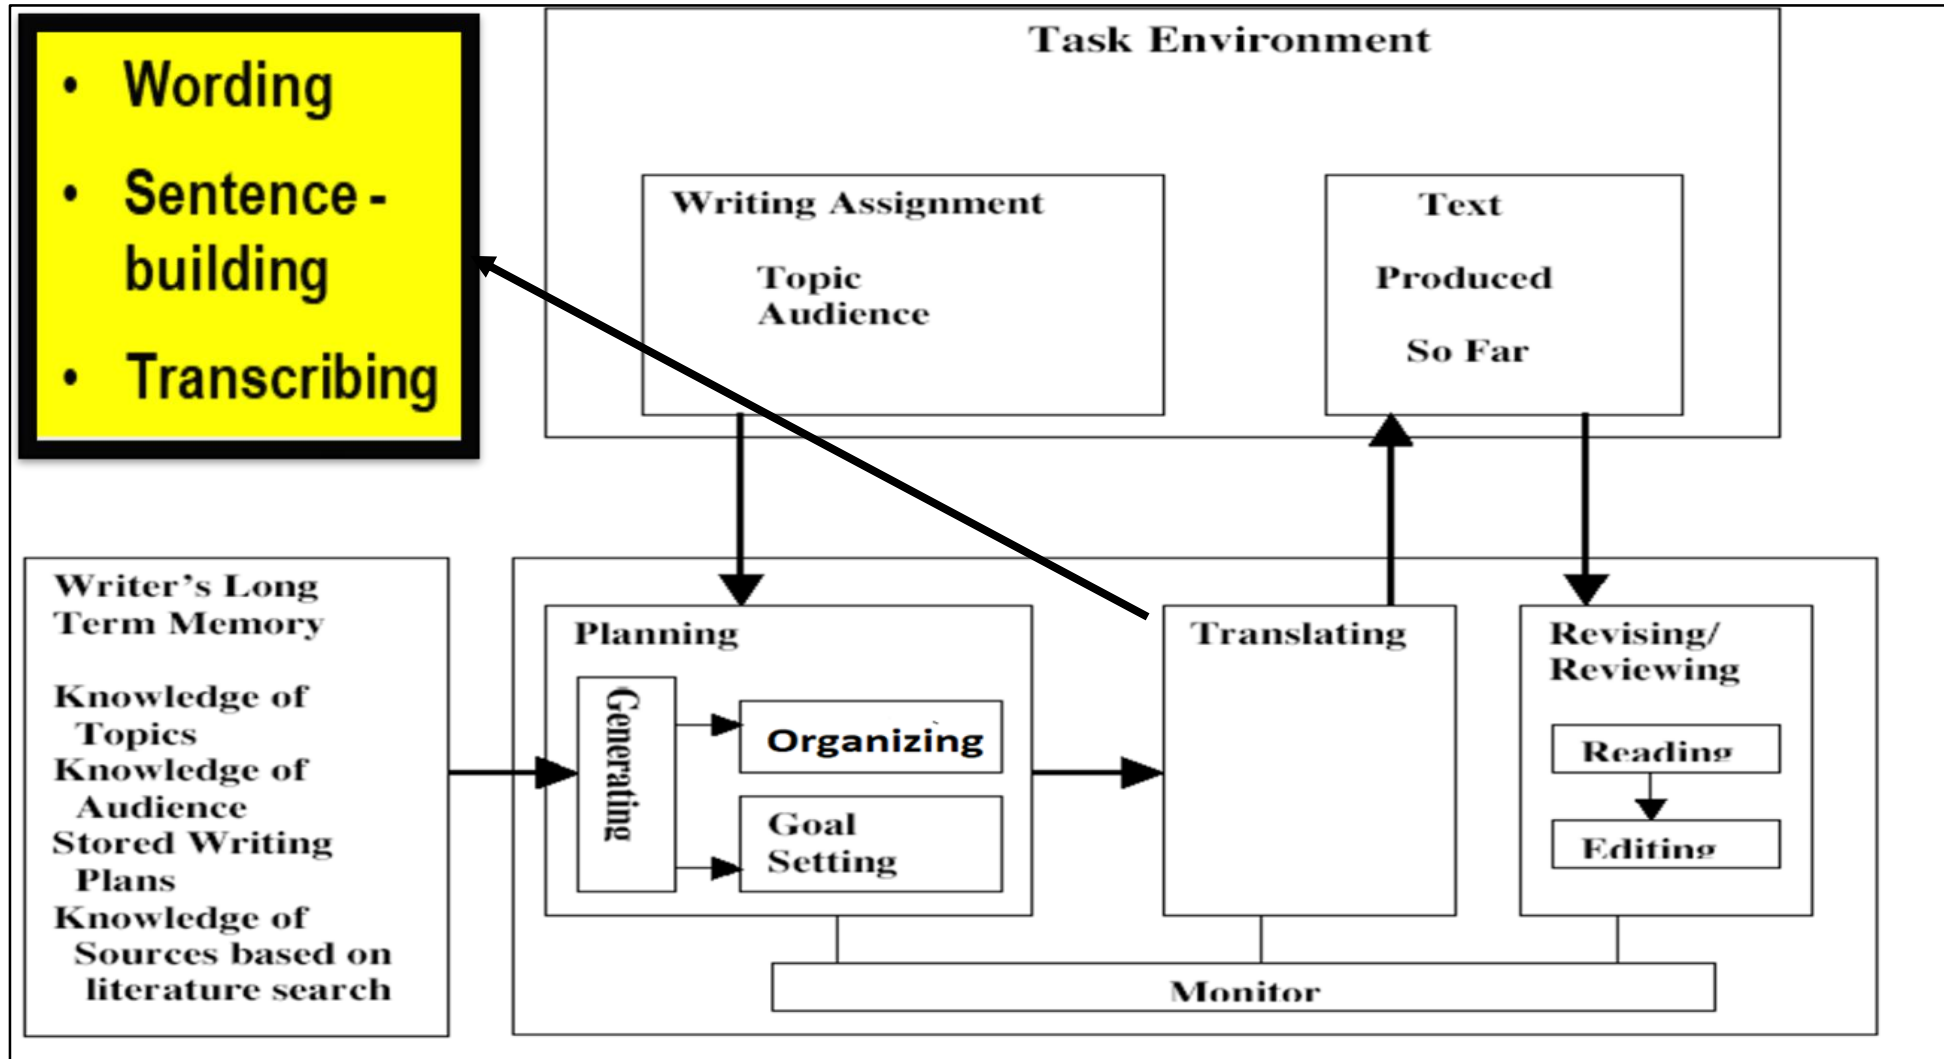 • Wording
• Sentence -
building
• Transcribing
Task Environment
Writing Assignment
Topic
Audience
Text
Produced
So Far
Writer's Long
Term Memory
Knowledge of
Topics
Knowledge of
Audience
Stored Writing
Plans
Knowledge of
Sources based on
literature search
Planning
Generating
Organizing
Goal
Setting
Translating
Revising/
Reviewing
Reading
Editing
Monitor